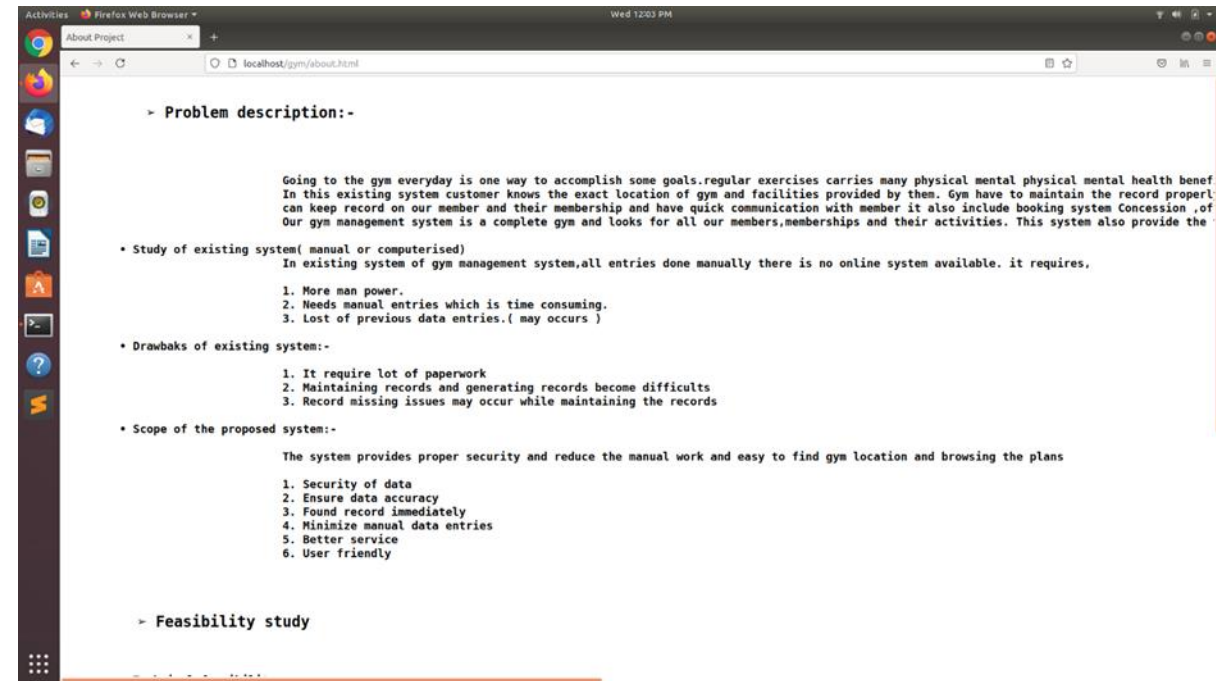 Activities Firefox Web Browser Wed 12:03 PM
About Project × +
localhost/gym/about.html
➢ Problem description:-
Going to the gym everyday is one way to accomplish some goals.regular exercises carries many physical mental physical mental health benef
In this existing system customer knows the exact location of gym and facilities provided by them. Gym have to maintain the record properl
can keep record on our member and their membership and have quick communication with member it also include booking system Concession ,of
Our gym management system is a complete gym and looks for all our members,memberships and their activities. This system also provide the
• Study of existing system( manual or computerised)
In existing system of gym management system,all entries done manually there is no online system available. it requires,
1. More man power.
2. Needs manual entries which is time consuming.
3. Lost of previous data entries.( may occurs )
• Drawbaks of existing system:-
1. It require lot of paperwork
2. Maintaining records and generating records become difficults
3. Record missing issues may occur while maintaining the records
• Scope of the proposed system:-
The system provides proper security and reduce the manual work and easy to find gym location and browsing the plans
1. Security of data
2. Ensure data accuracy
3. Found record immediately
4. Minimize manual data entries
5. Better service
6. User friendly
➢ Feasibility study